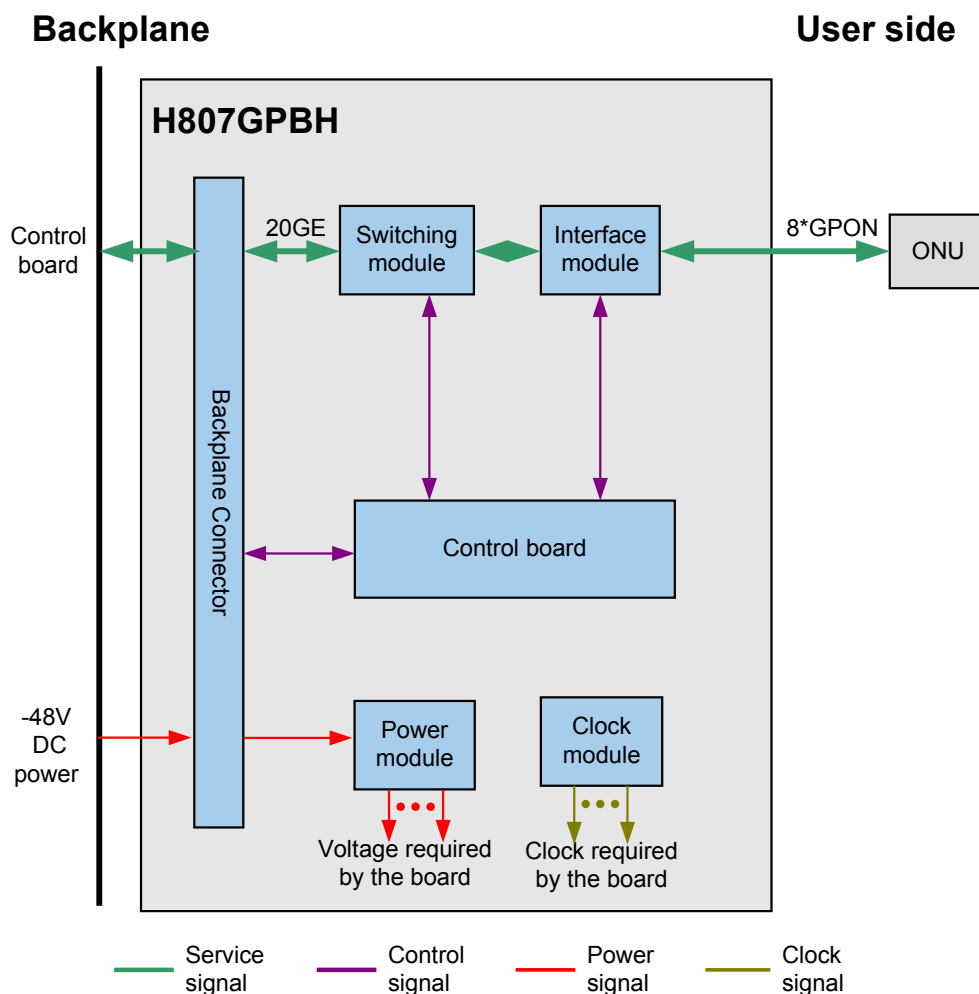 Backplane
User side
H807GPBH
Control
board
20GE
Switching
module
Interface
module
8*GPON
ONU
Backplane Connector
Control board
-48V
DC
power
Power
module
Clock
module
Voltage required
by the board
Clock required
by the board
Service
signal
Control
signal
Power
signal
Clock
signal